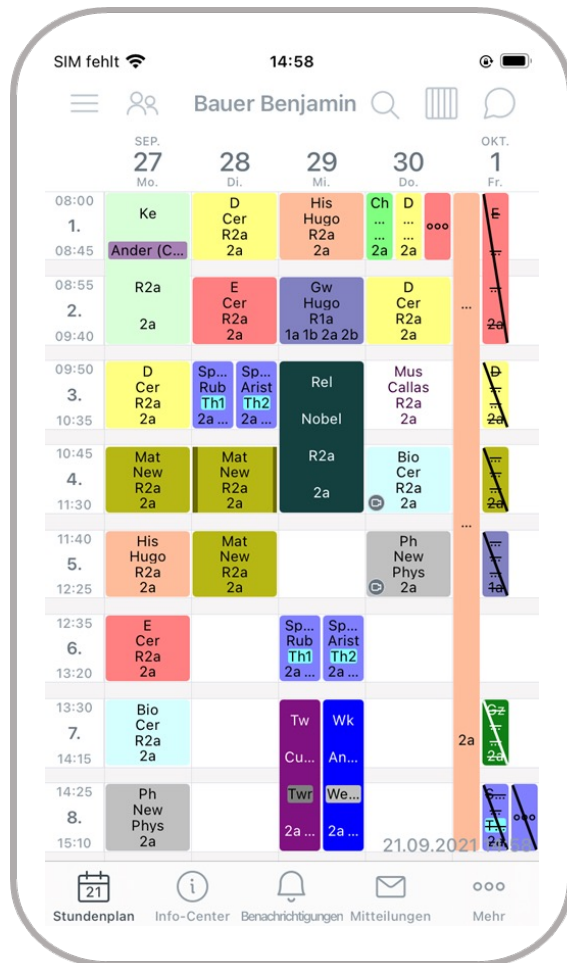 SIM fehlt 14:58
Bauer Benjamin
SEP. OKT.
27 28 29 30 1
Mo. Di. Mi. Do. Fr.
08:00
1.
08:45
Ke
Ander (C...
R2a
2a
D
Cer
R2a
2a
His
Hugo
R2a
2a
Ch
...
...
2a
D
...
...
2a
E
...
...
2a
08:55
2.
09:40
E
Cer
R2a
2a
Gw
Hugo
R1a
1a 1b 2a 2b
D
Cer
R2a
2a
...
...
2a
09:50
3.
10:35
D
Cer
R2a
2a
Sp...
Rub
Th1
2a ...
Sp...
Arist
Th2
2a ...
Rel
Nobel
R2a
2a
Mus
Callas
R2a
2a
D
...
...
2a
10:45
4.
11:30
Mat
New
R2a
2a
Mat
New
R2a
2a
Bio
Cer
R2a
2a
...
...
...
2a
11:40
5.
12:25
His
Hugo
R2a
2a
Mat
New
R2a
2a
Ph
New
Phys
2a
...
...
...
1a
12:35
6.
13:20
E
Cer
R2a
2a
Sp...
Rub
Th1
2a ...
Sp...
Arist
Th2
2a ...
13:30
7.
14:15
Bio
Cer
R2a
2a
Tw
Cu...
Twr
2a ...
Wk
An...
We...
2a ...
Gz
...
...
2a
14:25
8.
15:10
Ph
New
Phys
2a
S...
...
T...
21.09.2021
21
Stundenplan Info-Center Benachrichtigungen Mitteilungen Mehr